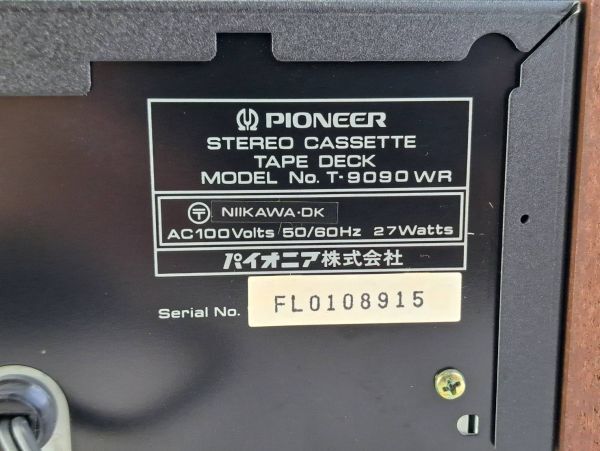 PIONEER
STEREO CASSETTE
TAPE DECK
MODEL No. T-9090WR
〒 NIIKAWA·DK
AC100Volts 50/60Hz 27Watts
パイオニア株式会社
Serial No. FL0108915